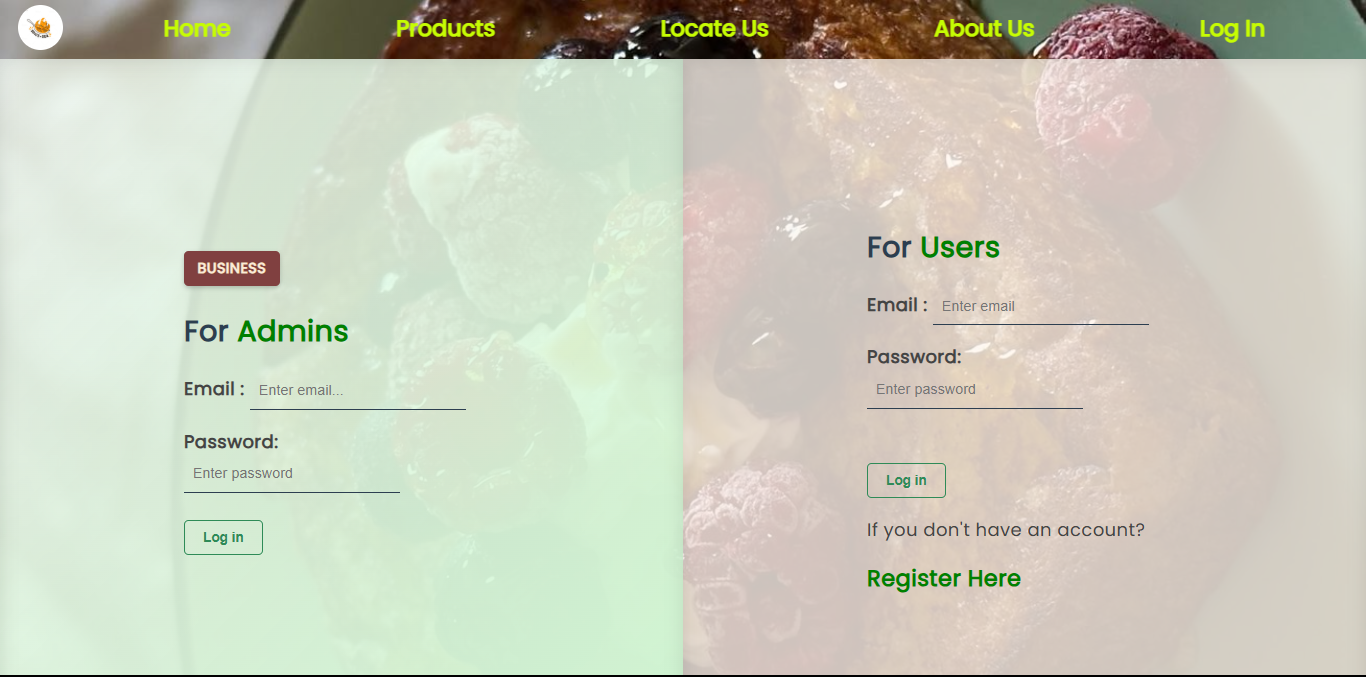 Home Products Locate Us About Us Log In
BUSINESS
For Admins
Email : Enter email...
Password:
Enter password
Log in
For Users
Email : Enter email
Password:
Enter password
Log in
If you don't have an account?
Register Here